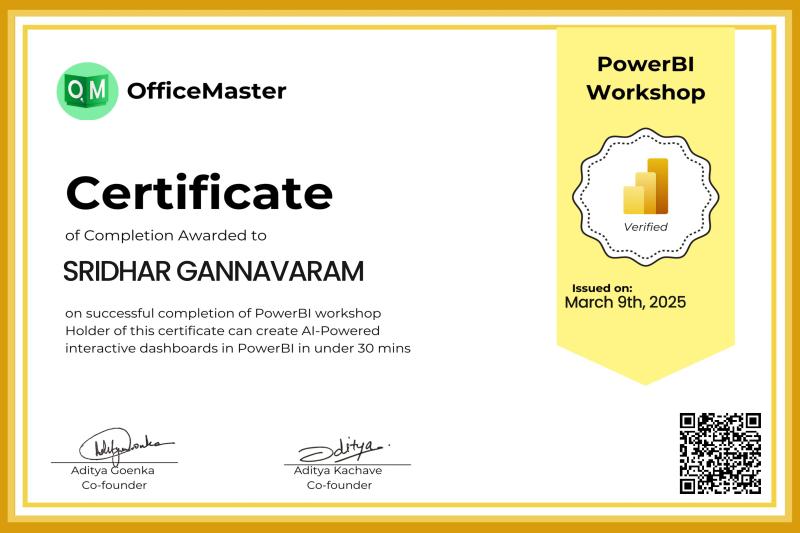 OM OfficeMaster
PowerBI
Workshop
Certificate
of Completion Awarded to
SRIDHAR GANNAVARAM
on successful completion of PowerBI workshop
Holder of this certificate can create AI-Powered
interactive dashboards in PowerBI in under 30 mins
Verified
Issued on:
March 9th, 2025
Aditya Goenka
Co-founder
Aditya.
Aditya Kachave
Co-founder